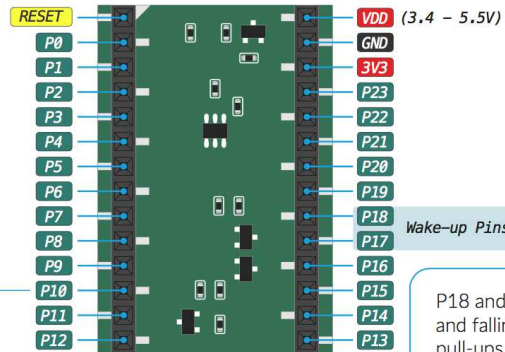 RESET
P0
P1
P2
P3
P4
P5
P6
P7
P8
P9
P10
P11
P12
VDD (3.4 – 5.5V)
GND
3V3
P23
P22
P21
P20
P19
P18
P17
Wake-up Pins
P16
P15
P14
P13
P18 and
and fallin
pull-ups